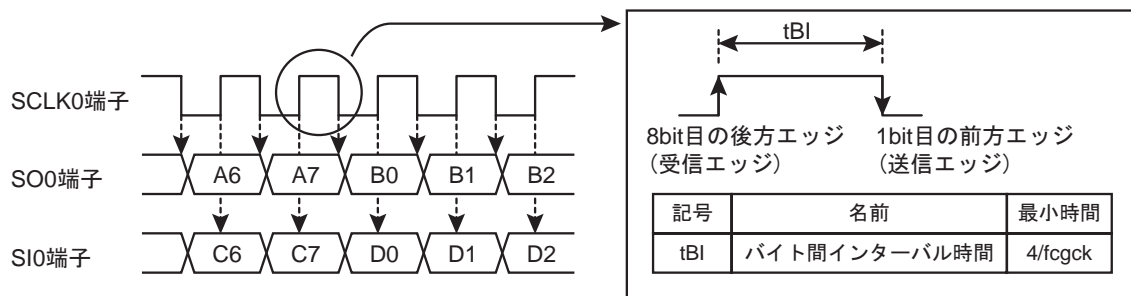 SCLK0端子
SO0端子
A6
A7
B0
B1
B2
SI0端子
C6
C7
D0
D1
D2
tBI
8bit目の後方エッジ
(受信エッジ)
1bit目の前方エッジ
(送信エッジ)
記号 名前 最小時間
tBI バイト間インターバル時間 4/fcgck